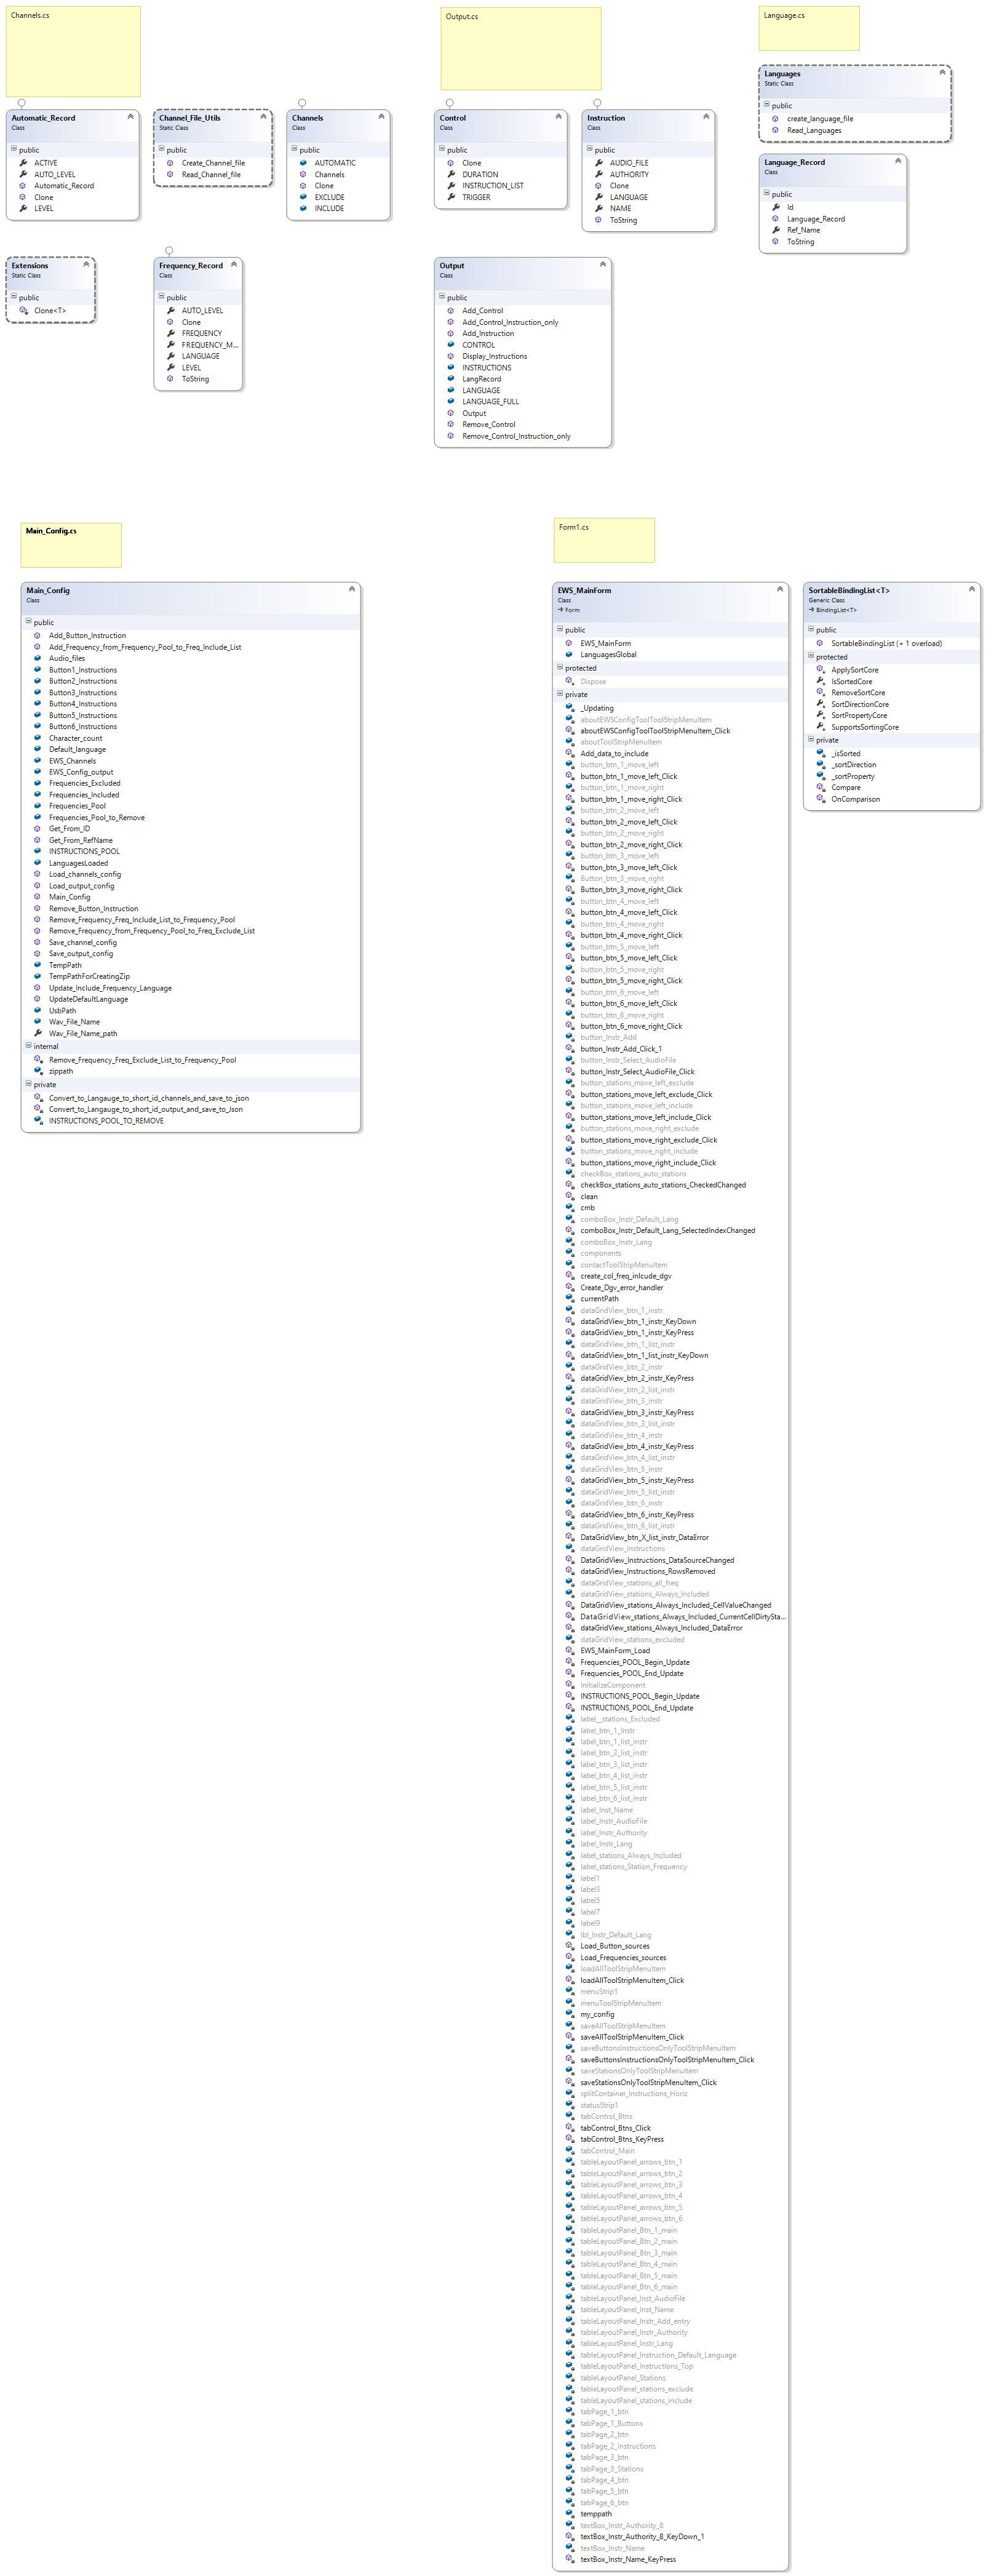 Channels.cs
Output.cs
Language.cs
Automatic_Record
Class
public
ACTIVE
AUTO_LEVEL
Automatic_Record
Clone
LEVEL
Channel_File_Utils
Static Class
public
Create_Channel_file
Read_Channel_file
Channels
Class
public
AUTOMATIC
Channels
Clone
EXCLUDE
INCLUDE
Control
Class
public
Clone
DURATION
INSTRUCTION_LIST
TRIGGER
Instruction
Class
public
AUDIO_FILE
AUTHORITY
Clone
LANGUAGE
NAME
ToString
Languages
Static Class
public
create_language_file
Read_Languages
Language_Record
Class
public
Id
Language_Record
Ref_Name
ToString
Extensions
Static Class
public
Clone<T>
Frequency_Record
Class
public
AUTO_LEVEL
Clone
FREQUENCY
FREQUENCY_M...
LANGUAGE
LEVEL
ToString
Output
Class
public
Add_Control
Add_Control_Instruction_only
Add_Instruction
CONTROL
Display_Instructions
INSTRUCTIONS
LangRecord
LANGUAGE
LANGUAGE_FULL
Output
Remove_Control
Remove_Control_Instruction_only
Main_Config.cs
Form1.cs
Main_Config
Class
public
Add_Button_Instruction
Add_Frequency_from_Frequency_Pool_to_Freq_Include_List
Audio_files
Button1_Instructions
Button2_Instructions
Button3_Instructions
Button4_Instructions
Button5_Instructions
Button6_Instructions
Character_count
Default_language
EWS_Channels
EWS_Config_output
Frequencies_Excluded
Frequencies_Included
Frequencies_Pool
Frequencies_Pool_to_Remove
Get_From_ID
Get_From_RefName
INSTRUCTIONS_POOL
LanguagesLoaded
Load_channels_config
Load_output_config
Main_Config
Remove_Button_Instruction
Remove_Frequency_Freq_Include_List_to_Frequency_Pool
Remove_Frequency_from_Frequency_Pool_to_Freq_Exclude_List
Save_channel_config
Save_output_config
TempPath
TempPathForCreatingZip
Update_Include_Frequency_Language
UpdateDefaultLanguage
UsbPath
Wav_File_Name
Wav_File_Name_path
internal
Remove_Frequency_Freq_Exclude_List_to_Frequency_Pool
zippath
private
Convert_to_Langauge_to_short_id_channels_and_save_to_json
Convert_to_Langauge_to_short_id_output_and_save_to_Json
INSTRUCTIONS_POOL_TO_REMOVE
EWS_MainForm
Class
Form
public
EWS_MainForm
LanguagesGlobal
protected
Dispose
private
_Updating
aboutEWSConfigToolToolStripMenuItem
aboutEWSConfigToolToolStripMenuItem_Click
aboutToolStripMenuItem
Add_data_to_include
button_btn_1_move_left
button_btn_1_move_left_Click
button_btn_1_move_right
button_btn_1_move_right_Click
button_btn_2_move_left
button_btn_2_move_left_Click
button_btn_2_move_right
button_btn_2_move_right_Click
button_btn_3_move_left
button_btn_3_move_left_Click
Button_btn_3_move_right
Button_btn_3_move_right_Click
button_btn_4_move_left
button_btn_4_move_left_Click
button_btn_4_move_right
button_btn_4_move_right_Click
button_btn_5_move_left
button_btn_5_move_left_Click
button_btn_5_move_right
button_btn_5_move_right_Click
button_btn_6_move_left
button_btn_6_move_left_Click
button_btn_6_move_right
button_btn_6_move_right_Click
button_Instr_Add
button_Instr_Add_Click_1
button_Instr_Select_AudioFile
button_Instr_Select_AudioFile_Click
button_stations_move_left_exclude
button_stations_move_left_exclude_Click
button_stations_move_left_include
button_stations_move_left_include_Click
button_stations_move_right_exclude
button_stations_move_right_exclude_Click
button_stations_move_right_include
button_stations_move_right_include_Click
checkBox_stations_auto_stations
checkBox_stations_auto_stations_CheckedChanged
clean
cmb
comboBox_Instr_Default_Lang
comboBox_Instr_Default_Lang_SelectedIndexChanged
comboBox_Instr_Lang
components
contactToolStripMenuItem
create_col_freq_inlcude_dgv
Create_Dgv_error_handler
currentPath
dataGridView_btn_1_instr
dataGridView_btn_1_instr_KeyDown
dataGridView_btn_1_instr_KeyPress
dataGridView_btn_1_list_instr
dataGridView_btn_1_list_instr_KeyDown
dataGridView_btn_2_instr
dataGridView_btn_2_instr_KeyPress
dataGridView_btn_2_list_instr
dataGridView_btn_3_instr
dataGridView_btn_3_instr_KeyPress
dataGridView_btn_3_list_instr
dataGridView_btn_4_instr
dataGridView_btn_4_instr_KeyPress
dataGridView_btn_4_list_instr
dataGridView_btn_5_instr
dataGridView_btn_5_instr_KeyPress
dataGridView_btn_5_list_instr
dataGridView_btn_6_instr
dataGridView_btn_6_instr_KeyPress
dataGridView_btn_6_list_instr
DataGridView_btn_X_list_instr_DataError
dataGridView_Instructions
DataGridView_Instructions_DataSourceChanged
dataGridView_Instructions_RowsRemoved
dataGridView_stations_all_freq
dataGridView_stations_Always_Included
DataGridView_stations_Always_Included_CellValueChanged
DataGridView_stations_Always_Included_CurrentCellDirtySta...
dataGridView_stations_Always_Included_DataError
dataGridView_stations_excluded
EWS_MainForm_Load
Frequencies_POOL_Begin_Update
Frequencies_POOL_End_Update
InitializeComponent
INSTRUCTIONS_POOL_Begin_Update
INSTRUCTIONS_POOL_End_Update
label__stations_Excluded
label_btn_1_Instr
label_btn_1_list_instr
label_btn_2_list_instr
label_btn_3_list_instr
label_btn_4_list_instr
label_btn_5_list_instr
label_btn_6_list_instr
label_Inst_Name
label_Instr_AudioFile
label_Instr_Authority
label_Instr_Lang
label_stations_Always_Included
label_stations_Station_Frequency
label1
label3
label5
label7
label9
lbl_Instr_Default_Lang
Load_Button_sources
Load_Frequencies_sources
loadAllToolStripMenuItem
loadAllToolStripMenuItem_Click
menuStrip1
menuToolStripMenuItem
my_config
saveAllToolStripMenuItem
saveAllToolStripMenuItem_Click
saveButtonsInstructionsOnlyToolStripMenuItem
saveButtonsInstructionsOnlyToolStripMenuItem_Click
saveStationsOnlyToolStripMenuItem
saveStationsOnlyToolStripMenuItem_Click
splitContainer_Instructions_Horiz
statusStrip1
tabControl_Btns
tabControl_Btns_Click
tabControl_Btns_KeyPress
tabControl_Main
tableLayoutPanel_arrows_btn_1
tableLayoutPanel_arrows_btn_2
tableLayoutPanel_arrows_btn_3
tableLayoutPanel_arrows_btn_4
tableLayoutPanel_arrows_btn_5
tableLayoutPanel_arrows_btn_6
tableLayoutPanel_Btn_1_main
tableLayoutPanel_Btn_2_main
tableLayoutPanel_Btn_3_main
tableLayoutPanel_Btn_4_main
tableLayoutPanel_Btn_5_main
tableLayoutPanel_Btn_6_main
tableLayoutPanel_Inst_AudioFile
tableLayoutPanel_Inst_Name
tableLayoutPanel_Instr_Add_entry
tableLayoutPanel_Instr_Authority
tableLayoutPanel_Instr_Lang
tableLayoutPanel_Instruction_Default_Language
tableLayoutPanel_Instructions_Top
tableLayoutPanel_Stations
tableLayoutPanel_stations_exclude
tableLayoutPanel_stations_include
tabPage_1_btn
tabPage_1_Buttons
tabPage_2_btn
tabPage_2_Instructions
tabPage_3_btn
tabPage_3_Stations
tabPage_4_btn
tabPage_5_btn
tabPage_6_btn
temppath
textBox_Instr_Authority_8
textBox_Instr_Authority_8_KeyDown_1
textBox_Instr_Name
textBox_Instr_Name_KeyPress
SortableBindingList<T>
Generic Class
BindingList<T>
public
SortableBindingList (+ 1 overload)
protected
ApplySortCore
IsSortedCore
RemoveSortCore
SortDirectionCore
SortPropertyCore
SupportsSortingCore
private
_isSorted
_sortDirection
_sortProperty
Compare
OnComparison